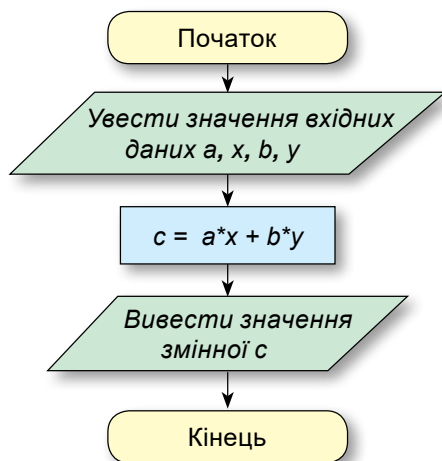 Початок
Увести значення вхідних
даних a, x, b, y
c = a*x + b*y
Вивести значення
змінної c
Кінець